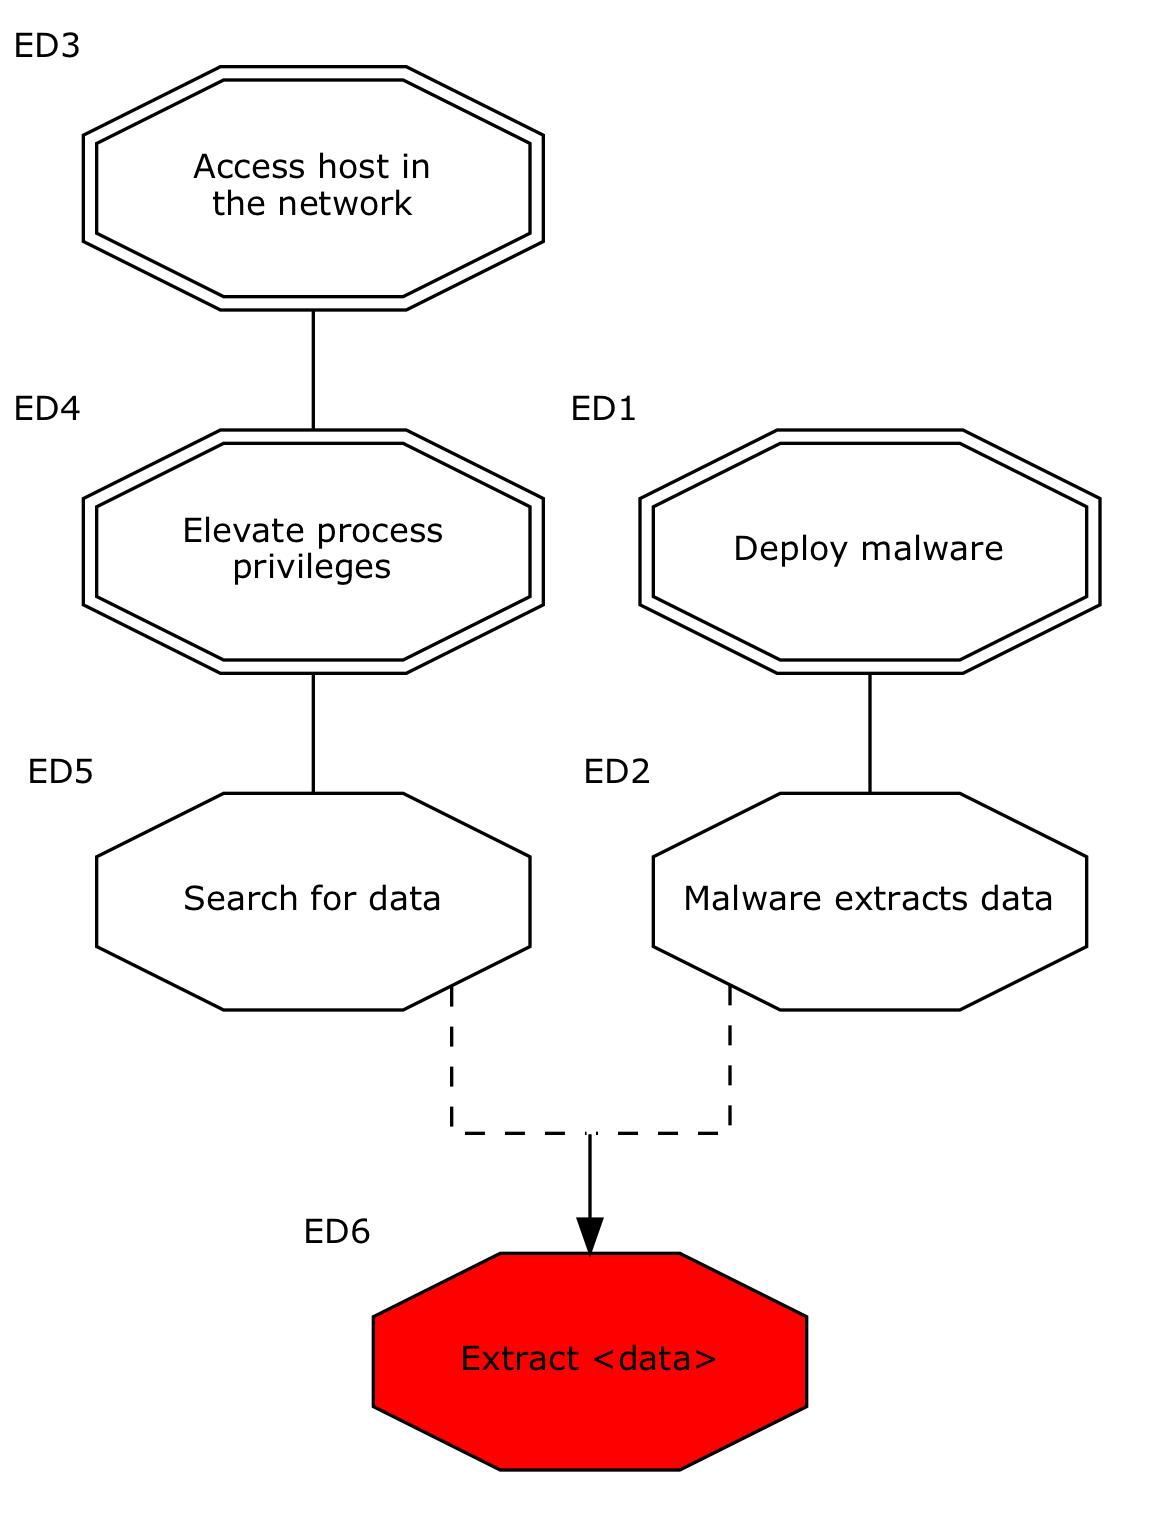 ED3
Access host in
the network
ED4
Elevate process
privileges
ED1
Deploy malware
ED5
Search for data
ED2
Malware extracts data
ED6
Extract <data>